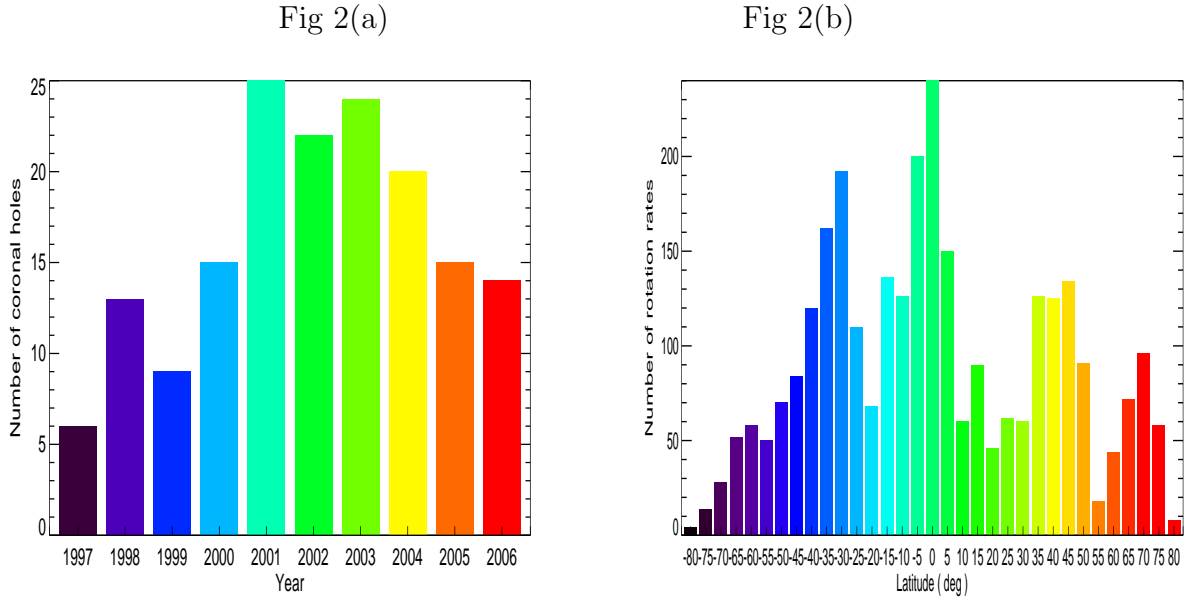 Fig 2(a)
Fig 2(b)
Number of coronal holes
25
20
15
10
5
0
1997 1998 1999 2000 2001 2002 2003 2004 2005 2006
Year
Number of rotation rates
200
150
100
50
0
-80-75-70-65-60-55-50-45-40-35-30-25-20-15-10 -5 0 5 10 15 20 25 30 35 40 45 50 55 60 65 70 75 80
Latitude ( deg )